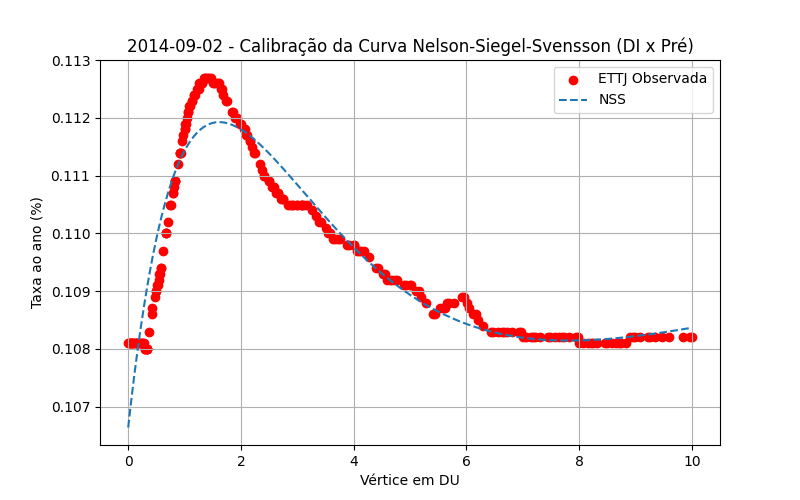 2014-09-02 - Calibração da Curva Nelson-Siegel-Svensson (DI x Pré)
0.113
0.112
0.111
0.110
0.109
0.108
0.107
Taxa ao ano (%)
ETTJ Observada
NSS
0 2 4 6 8 10
Vértice em DU